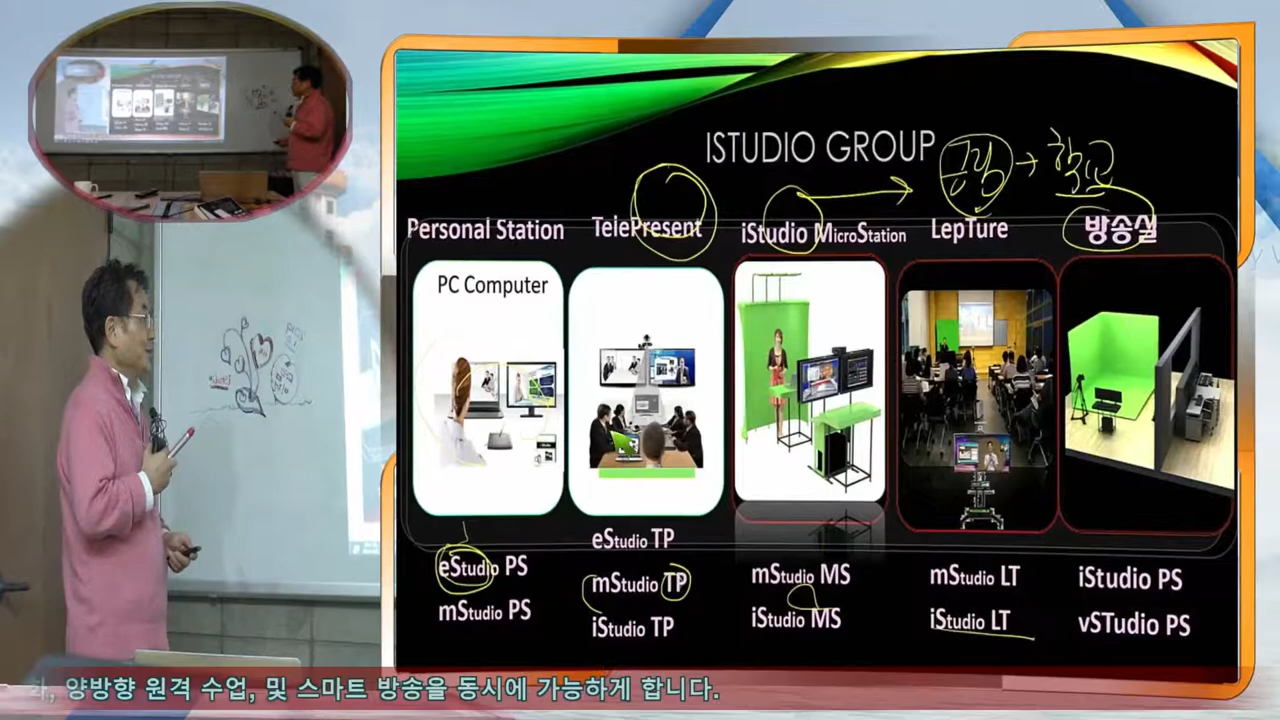 ISTUDIO GROUP
강당 → 학교
Personal Station
TelePresent
iStudio MicroStation
LepTure
방송실
PC Computer
eStudio PS
mStudio PS
eStudio TP
mStudio TP
iStudio TP
mStudio MS
iStudio MS
mStudio LT
iStudio LT
iStudio PS
vSTudio PS
양방향 원격 수업, 및 스마트 방송을 동시에 가능하게 합니다.